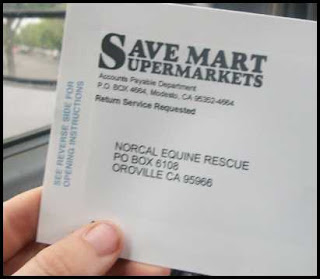 SAVE MART
SUPERMARKETS
Accounts Payable Department
P.O. BOX 4664, Modesto, CA 95352-4664
Return Service Requested
SEE REVERSE SIDE FOR
OPENING INSTRUCTIONS
NORCAL EQUINE RESCUE
PO BOX 6108
OROVILLE CA 95966